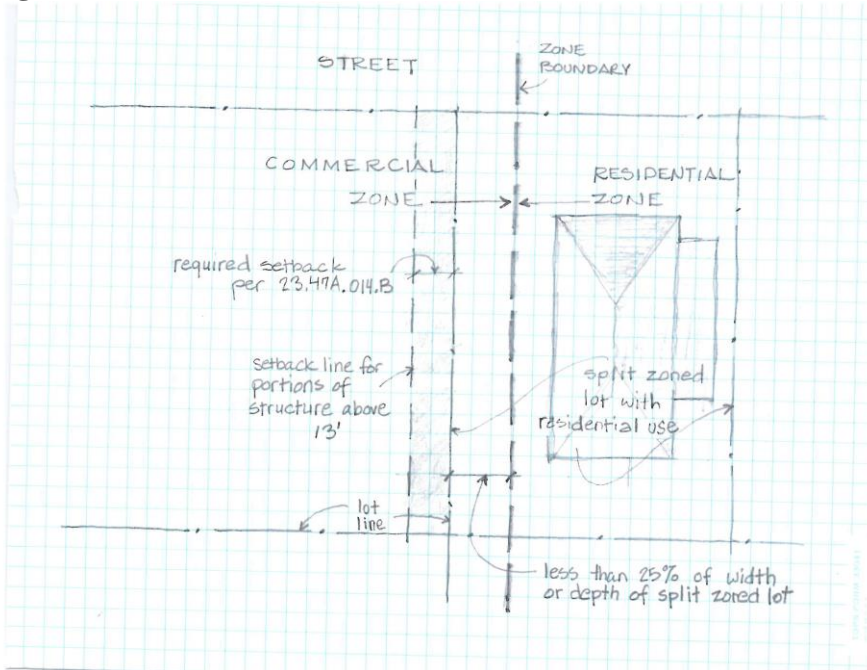 STREET
ZONE
BOUNDARY
COMMERCIAL
ZONE
RESIDENTIAL
ZONE
required setback
per 23.47A.014.B
setback line for
portions of
structure above
13'
split zoned
lot with
residential use
lot
line
less than 25% of width
or depth of split zoned lot